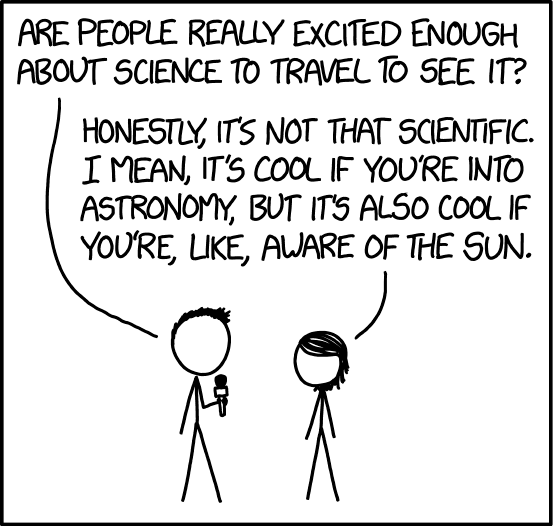 ARE PEOPLE REALLY EXCITED ENOUGH
ABOUT SCIENCE TO TRAVEL TO SEE IT?
HONESTLY, IT'S NOT THAT SCIENTIFIC.
I MEAN, IT'S COOL IF YOU'RE INTO
ASTRONOMY, BUT IT'S ALSO COOL IF
YOU'RE, LIKE, AWARE OF THE SUN.